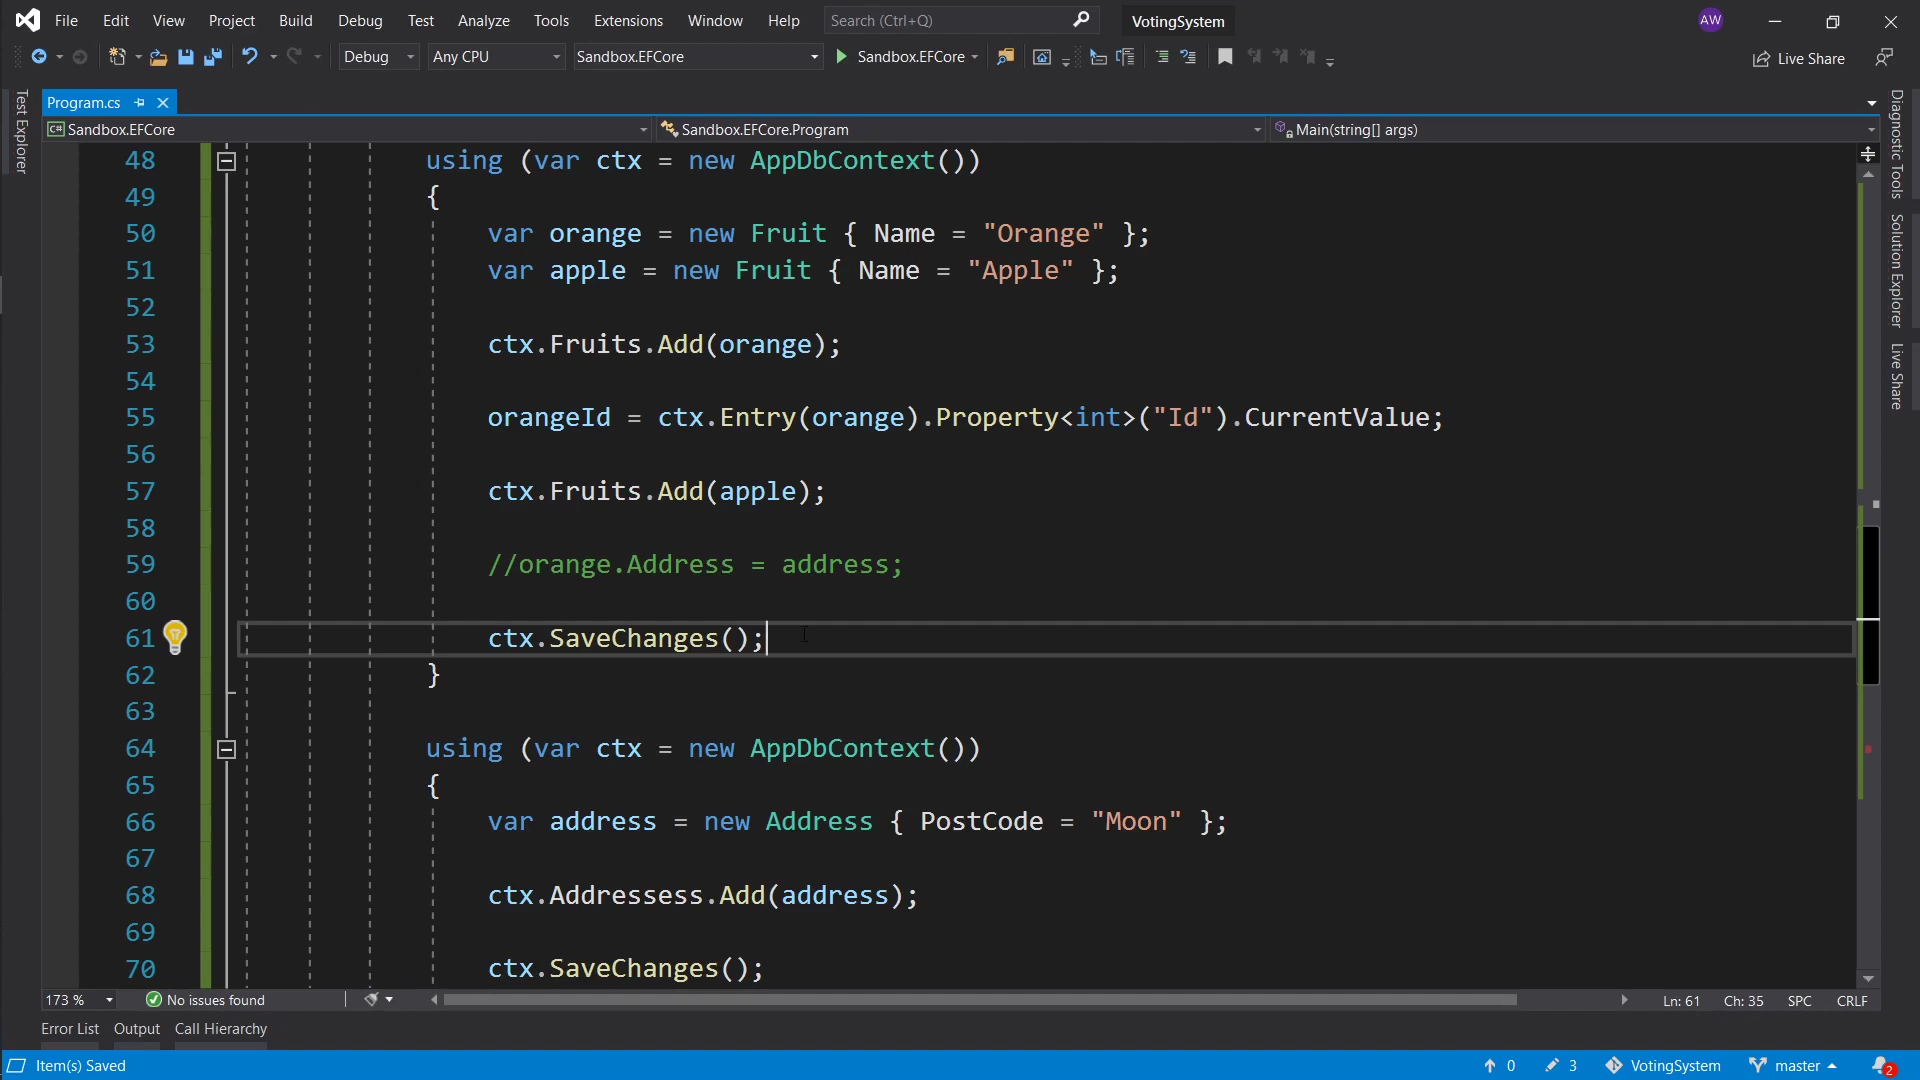 File Edit View Project Build Debug Test Analyze Tools Extensions Window Help Search (Ctrl+Q) VotingSystem AW
Debug Any CPU Sandbox.EFCore Sandbox.EFCore Live Share
Program.cs
Sandbox.EFCore Sandbox.EFCore.Program Main(string[] args)
Test Explorer
Diagnostic Tools
Solution Explorer
Live Share
48 using (var ctx = new AppDbContext())
49 {
50 var orange = new Fruit { Name = "Orange" };
51 var apple = new Fruit { Name = "Apple" };
52
53 ctx.Fruits.Add(orange);
54
55 orangeId = ctx.Entry(orange).Property<int>("Id").CurrentValue;
56
57 ctx.Fruits.Add(apple);
58
59 //orange.Address = address;
60
61 ctx.SaveChanges();
62 }
63
64 using (var ctx = new AppDbContext())
65 {
66 var address = new Address { PostCode = "Moon" };
67
68 ctx.Addressess.Add(address);
69
70 ctx.SaveChanges();
173 % No issues found Ln: 61 Ch: 35 SPC CRLF
Error List Output Call Hierarchy
Item(s) Saved 0 3 VotingSystem master 2